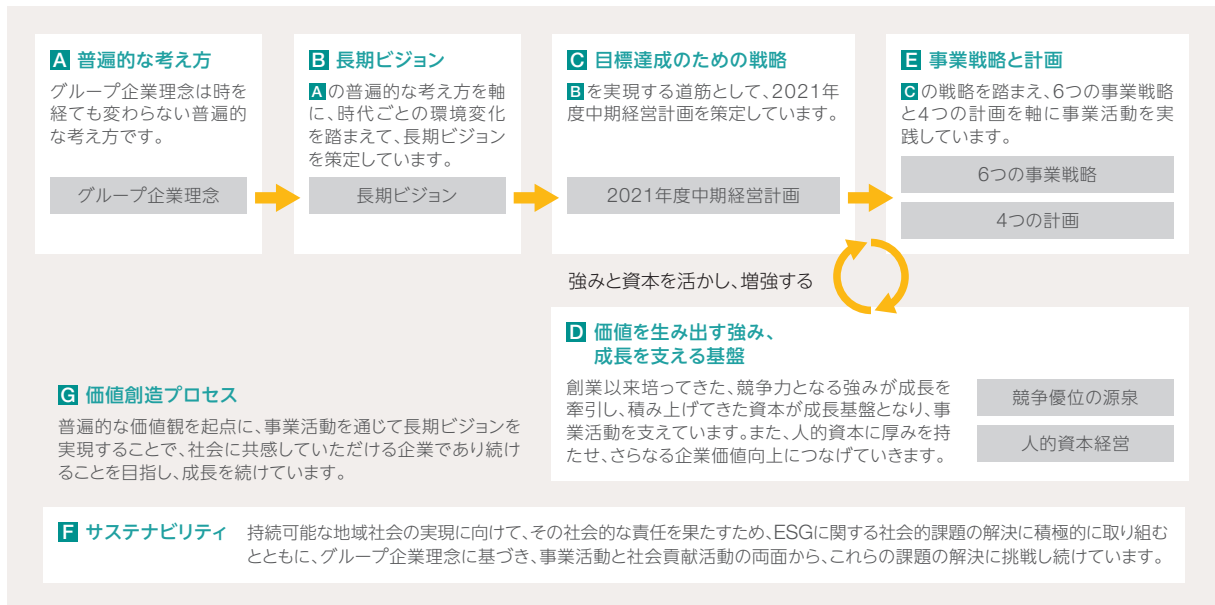 A 普遍的な考え方
グループ企業理念は時を
経ても変わらない普遍的
な考え方です。
グループ企業理念
B 長期ビジョン
Aの普遍的な考え方を軸
に、時代ごとの環境変化
を踏まえて、長期ビジョン
を策定しています。
長期ビジョン
C 目標達成のための戦略
Bを実現する道筋として、2021年
度中期経営計画を策定しています。
2021年度中期経営計画
E 事業戦略と計画
Cの戦略を踏まえ、6つの事業戦略
と4つの計画を軸に事業活動を実
践しています。
6つの事業戦略
4つの計画
強みと資本を活かし、増強する
D 価値を生み出す強み、
成長を支える基盤
創業以来培ってきた、競争力となる強みが成長を
牽引し、積み上げてきた資本が成長基盤となり、事
業活動を支えています。また、人的資本に厚みを持
たせ、さらなる企業価値向上につなげていきます。
競争優位の源泉
人的資本経営
G 価値創造プロセス
普遍的な価値観を起点に、事業活動を通じて長期ビジョンを
実現することで、社会に共感していただける企業であり続け
ることを目指し、成長を続けています。
F サステナビリティ
持続可能な地域社会の実現に向けて、その社会的な責任を果たすため、ESGに関する社会的課題の解決に積極的に取り組む
とともに、グループ企業理念に基づき、事業活動と社会貢献活動の両面から、これらの課題の解決に挑戦し続けています。